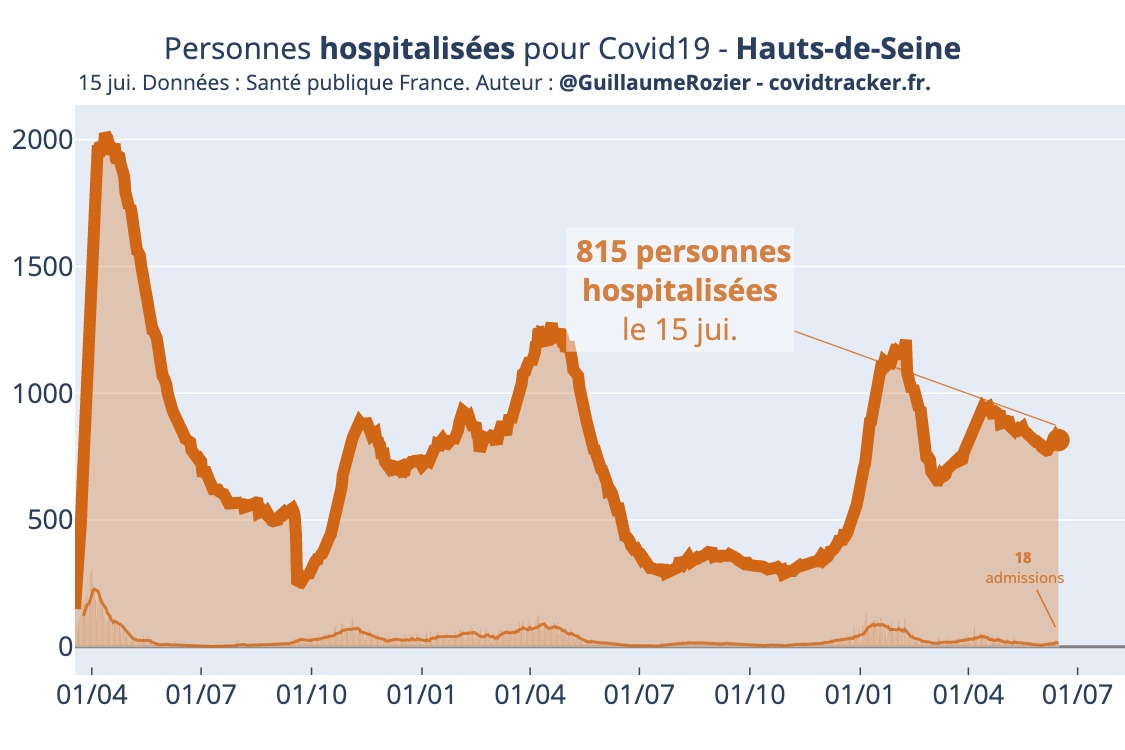 Personnes hospitalisées pour Covid19 - Hauts-de-Seine
15 jui. Données : Santé publique France. Auteur : @GuillaumeRozier - covidtracker.fr.
2000
1500
1000
500
0
815 personnes
hospitalisées
le 15 jui.
18
admissions
01/04 01/07 01/10 01/01 01/04 01/07 01/10 01/01 01/04 01/07